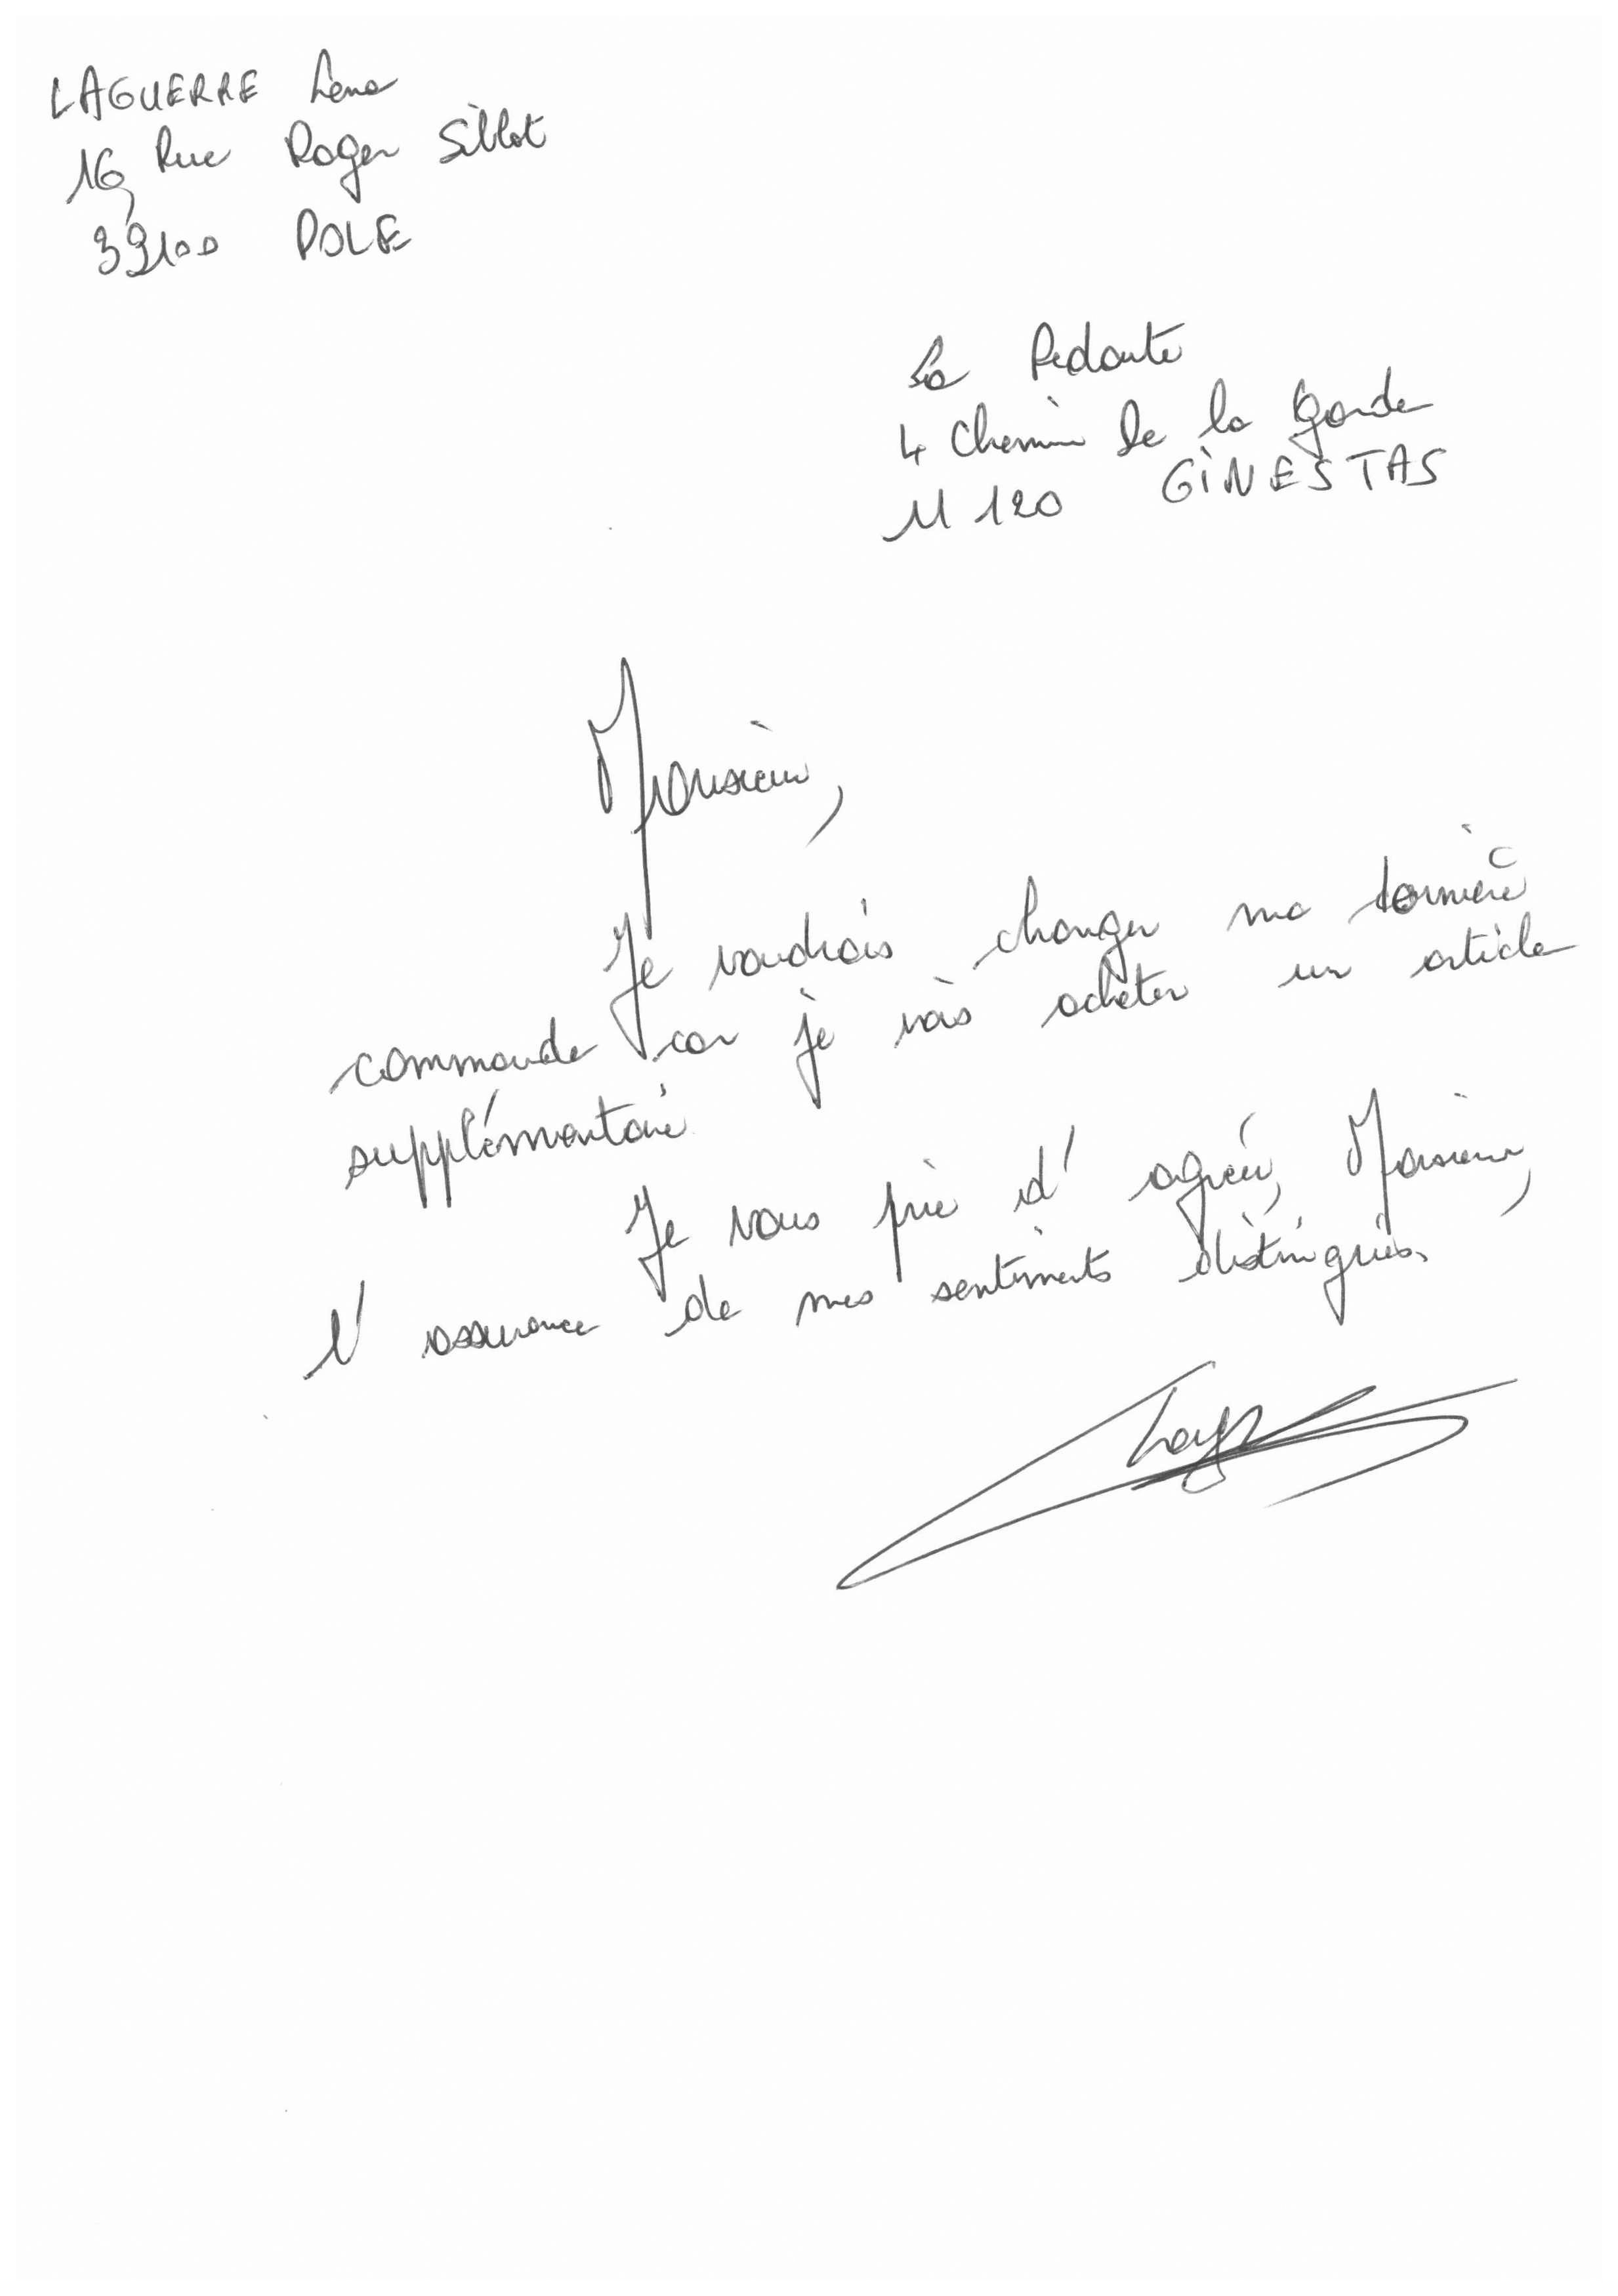 LAGUERRE Lena
16, Rue Roger Sillot
39100 DOLE
La Redoute
4 Chemin de la Garde
11 120 GINESTAS
Monsieur,
Je voudrais changer ma dernière
commande car je vais acheter un article
supplémentaire.
Je vous prie d'agréer, Monsieur,
l'assurance de mes sentiments distingués.